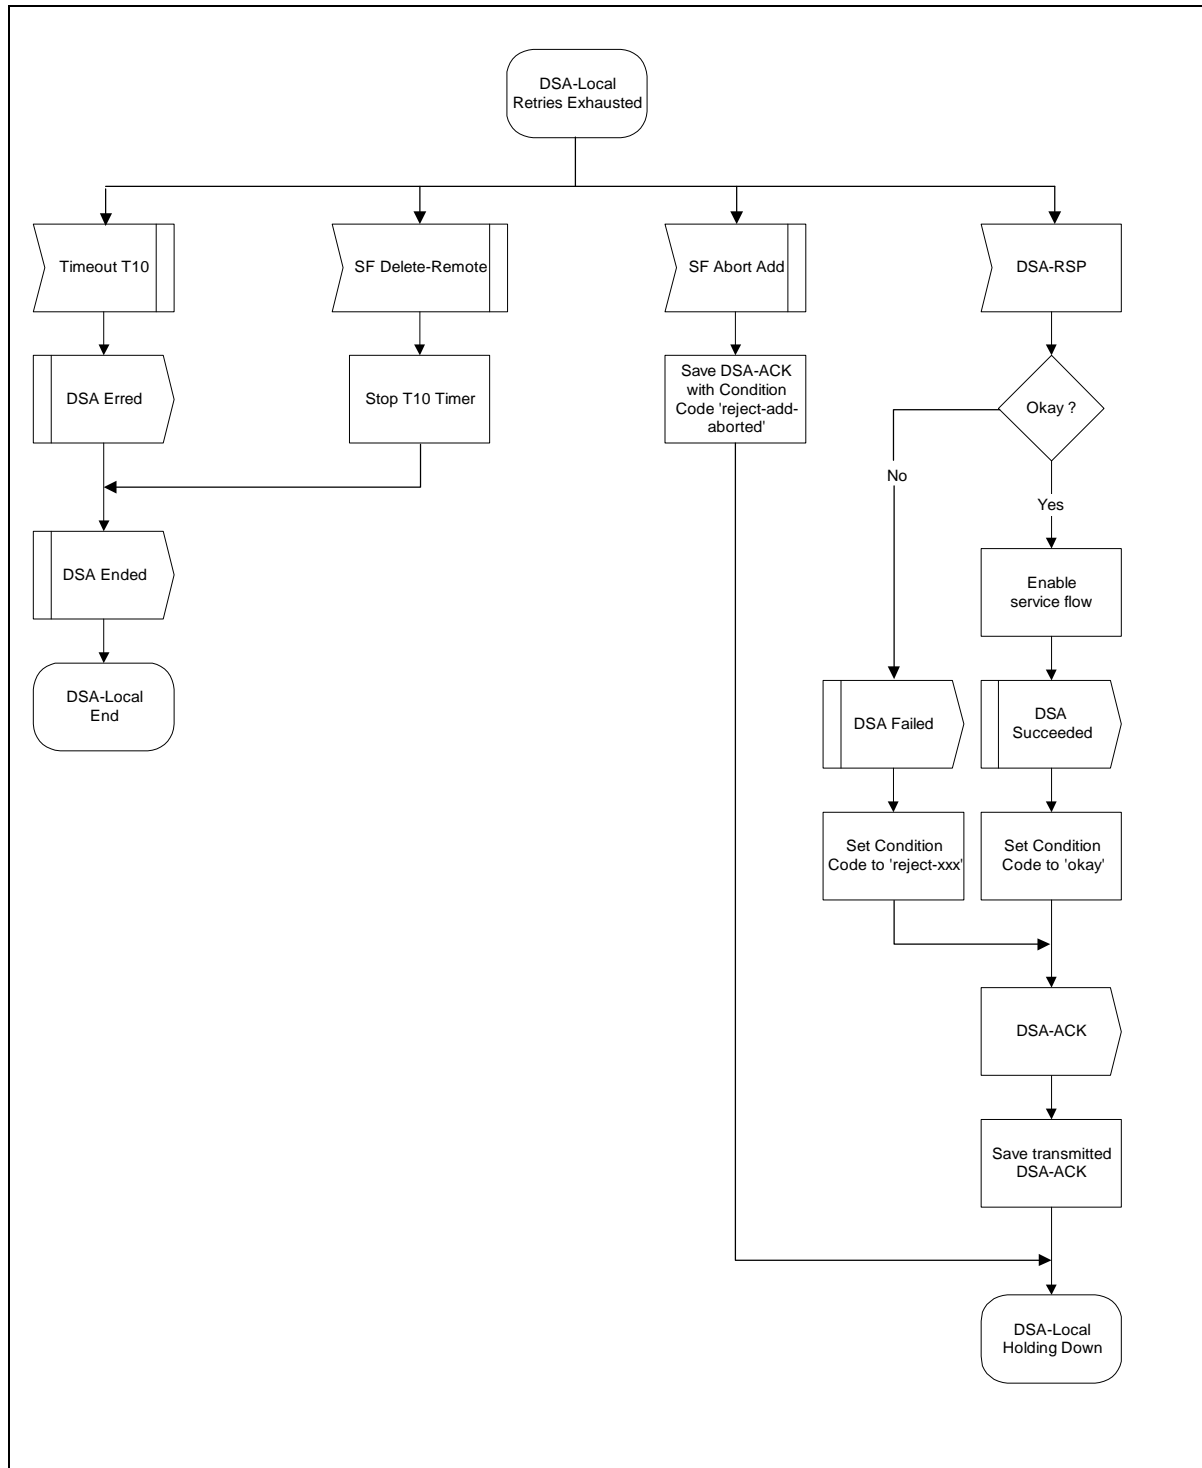 DSA-Local
Retries Exhausted
Timeout T10
SF Delete-Remote
SF Abort Add
DSA-RSP
DSA Erred
Stop T10 Timer
Save DSA-ACK
with Condition
Code 'reject-add-
aborted'
Okay ?
No
Yes
DSA Ended
Enable
service flow
DSA-Local
End
DSA Failed
DSA
Succeeded
Set Condition
Code to 'reject-xxx'
Set Condition
Code to 'okay'
DSA-ACK
Save transmitted
DSA-ACK
DSA-Local
Holding Down